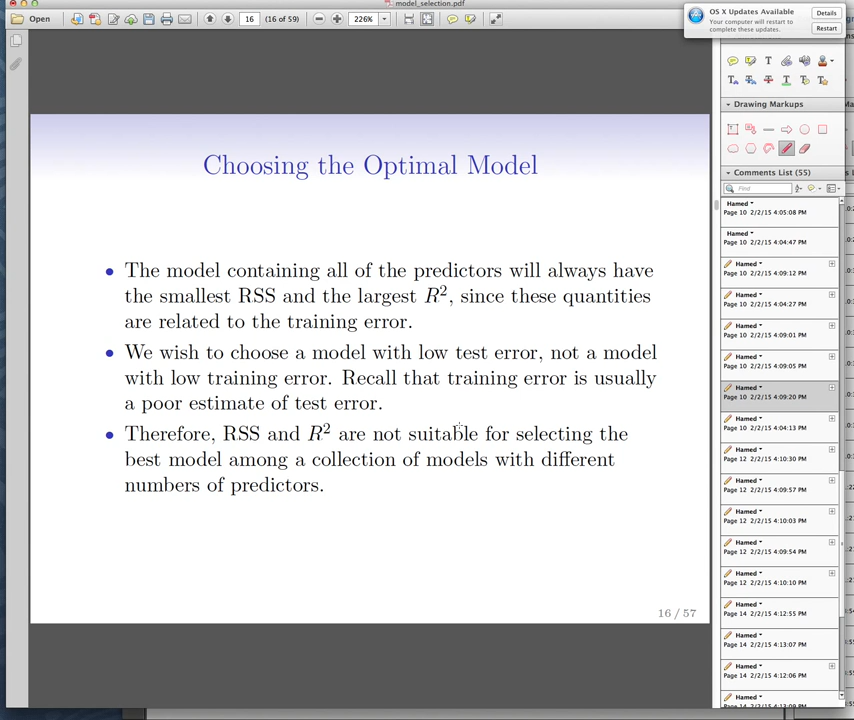 model_selection.pdf
Open
16
(16 of 59)
226%
OS X Updates Available
Your computer will restart to
complete these updates.
Details
Restart
Choosing the Optimal Model
• The model containing all of the predictors will always have
the smallest RSS and the largest R², since these quantities
are related to the training error.
• We wish to choose a model with low test error, not a model
with low training error. Recall that training error is usually
a poor estimate of test error.
• Therefore, RSS and R² are not suitable for selecting the
best model among a collection of models with different
numbers of predictors.
16 / 57
Drawing Markups
Comments List (55)
Find
Hamed
Page 10 2/2/15 4:05:08 PM
Hamed
Page 10 2/2/15 4:04:47 PM
Hamed
Page 10 2/2/15 4:09:12 PM
Hamed
Page 10 2/2/15 4:04:27 PM
Hamed
Page 10 2/2/15 4:09:01 PM
Hamed
Page 10 2/2/15 4:09:05 PM
Hamed
Page 10 2/2/15 4:09:20 PM
Hamed
Page 10 2/2/15 4:04:13 PM
Hamed
Page 12 2/2/15 4:10:30 PM
Hamed
Page 12 2/2/15 4:09:57 PM
Hamed
Page 12 2/2/15 4:10:03 PM
Hamed
Page 12 2/2/15 4:09:54 PM
Hamed
Page 12 2/2/15 4:10:10 PM
Hamed
Page 14 2/2/15 4:12:55 PM
Hamed
Page 14 2/2/15 4:13:07 PM
Hamed
Page 14 2/2/15 4:12:06 PM
Hamed